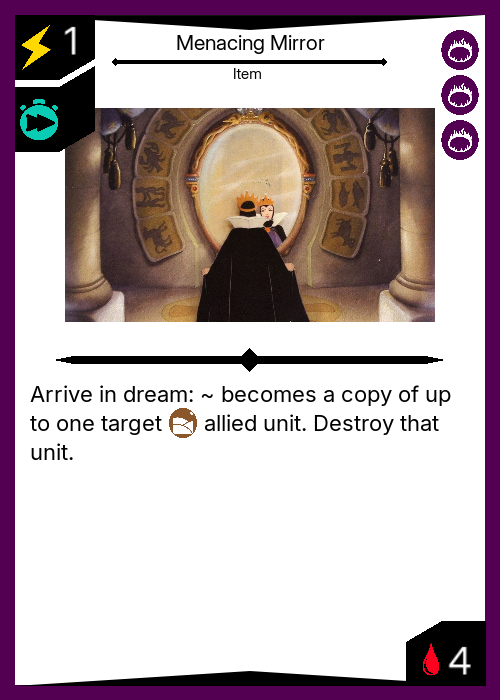 1
Menacing Mirror
Item
Arrive in dream: ~ becomes a copy of up
to one target allied unit. Destroy that
unit.
4